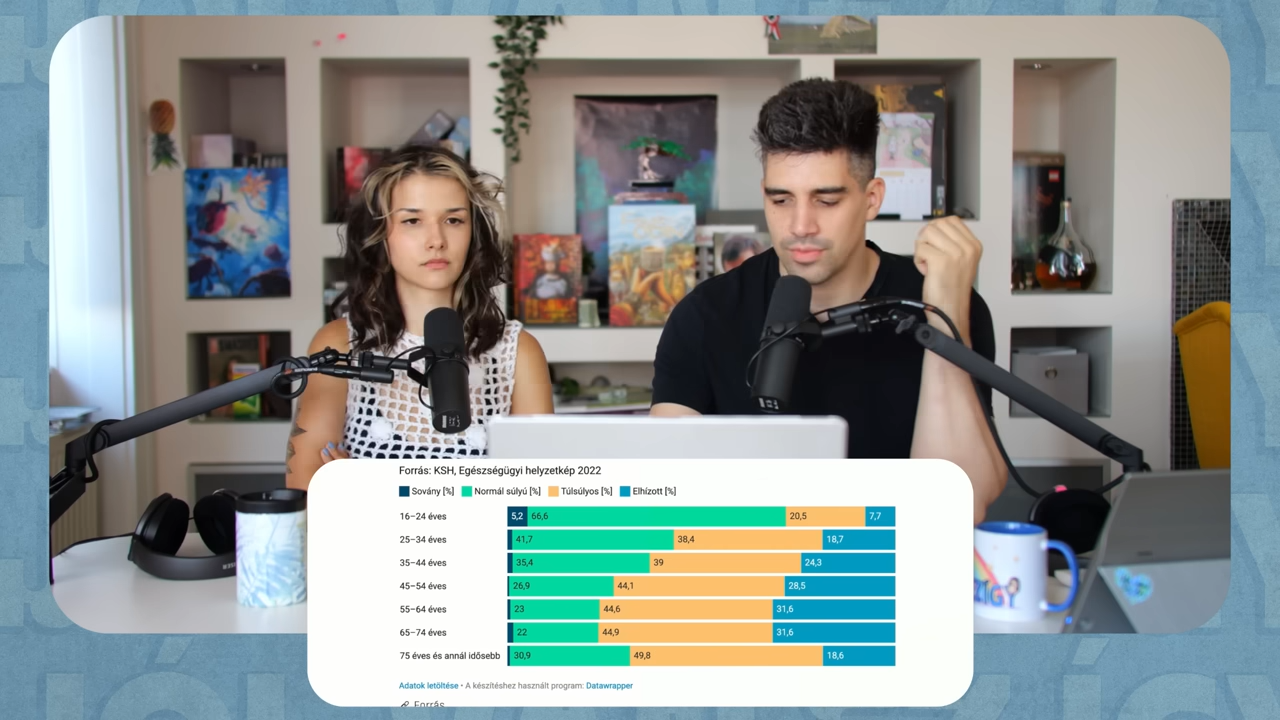 Forrás: KSH, Egészségügyi helyzetkép 2022
Sovány [%] Normál súlyú [%] Túlsúlyos [%] Elhízott [%]
16–24 éves 5,2 66,6 20,5 7,7
25–34 éves 41,7 38,4 18,7
35–44 éves 35,4 39 24,3
45–54 éves 26,9 44,1 28,5
55–64 éves 23 44,6 31,6
65–74 éves 22 44,9 31,6
75 éves és annál idősebb 30,9 49,8 18,6
Adatok letöltése • A készítéshez használt program: Datawrapper
Forrás